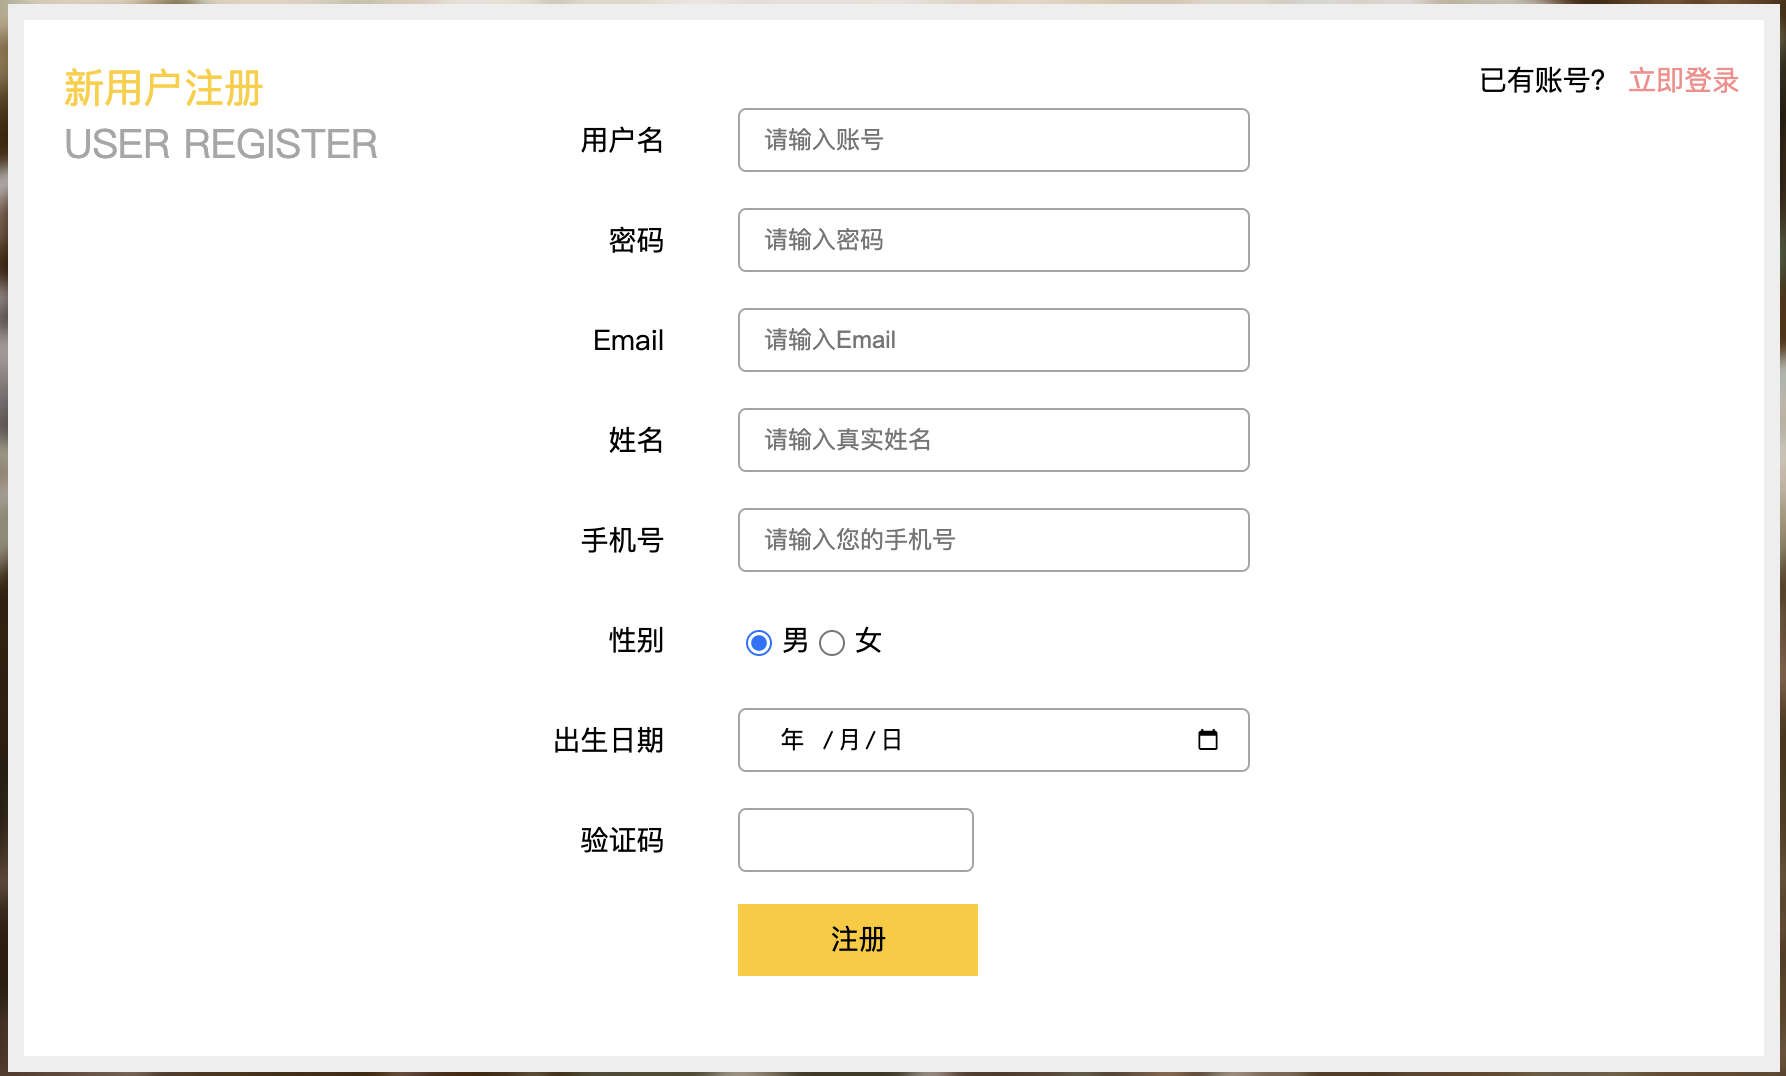 新用户注册
USER REGISTER
已有账号? 立即登录
用户名 请输入账号
密码 请输入密码
Email 请输入Email
姓名 请输入真实姓名
手机号 请输入您的手机号
性别 男 女
出生日期 年 /月/日
验证码
注册